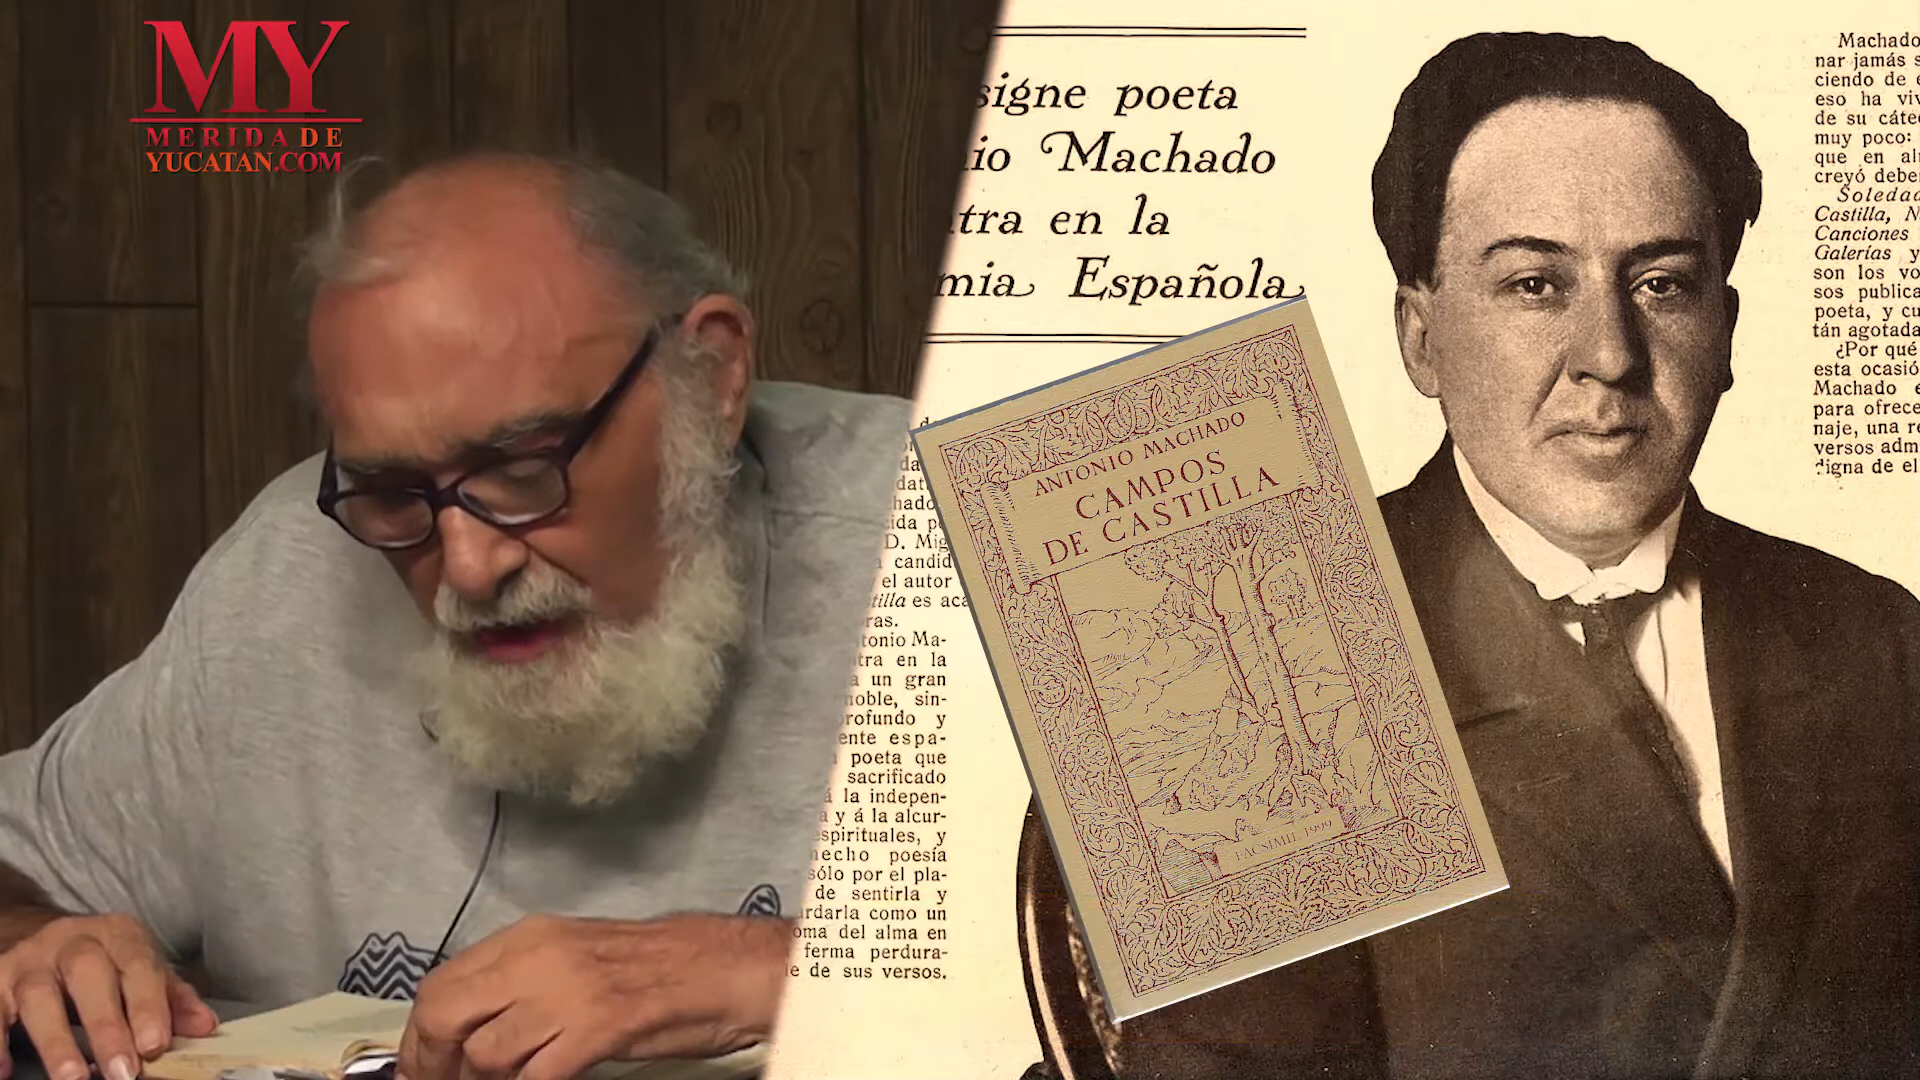 MY
MERIDA DE
YUCATAN.COM
signe poeta
io Machado
tra en la
mia Española
ANTONIO MACHADO
CAMPOS
DE CASTILLA
FACSIMIL 1999
D. Mig
candid
el autor
tilla es aca
ras.
tonio Ma-
tra en la
a un gran
noble, sin-
profundo y
ente espa-
poeta que
sacrificado
á la indepen-
a y á la alcur-
espirituales, y
hecho poesía
sólo por el pla-
de sentirla y
ardarla como un
oma del alma en
ferma perdura-
e de sus versos.
Machado
nar jamás s
ciendo de e
eso ha viv
de su cáted
muy poco:
que en al
creyó debe
Soledad
Castilla, N
Canciones
Galerías y
son los vo
sos publica
poeta, y cu
tán agotada
¿Por qué
esta ocasió
Machado e
para ofrece
naje, una re
versos adm
digna de el